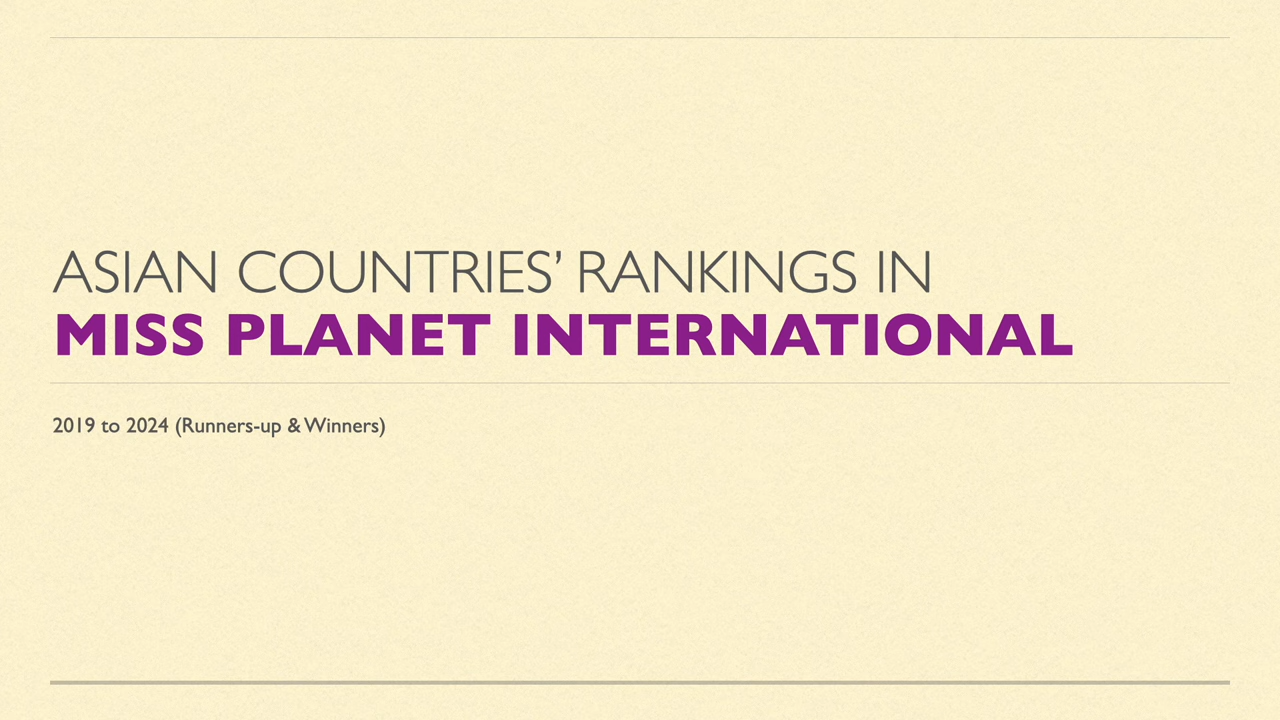 ASIAN COUNTRIES’ RANKINGS IN
MISS PLANET INTERNATIONAL
2019 to 2024 (Runners-up & Winners)